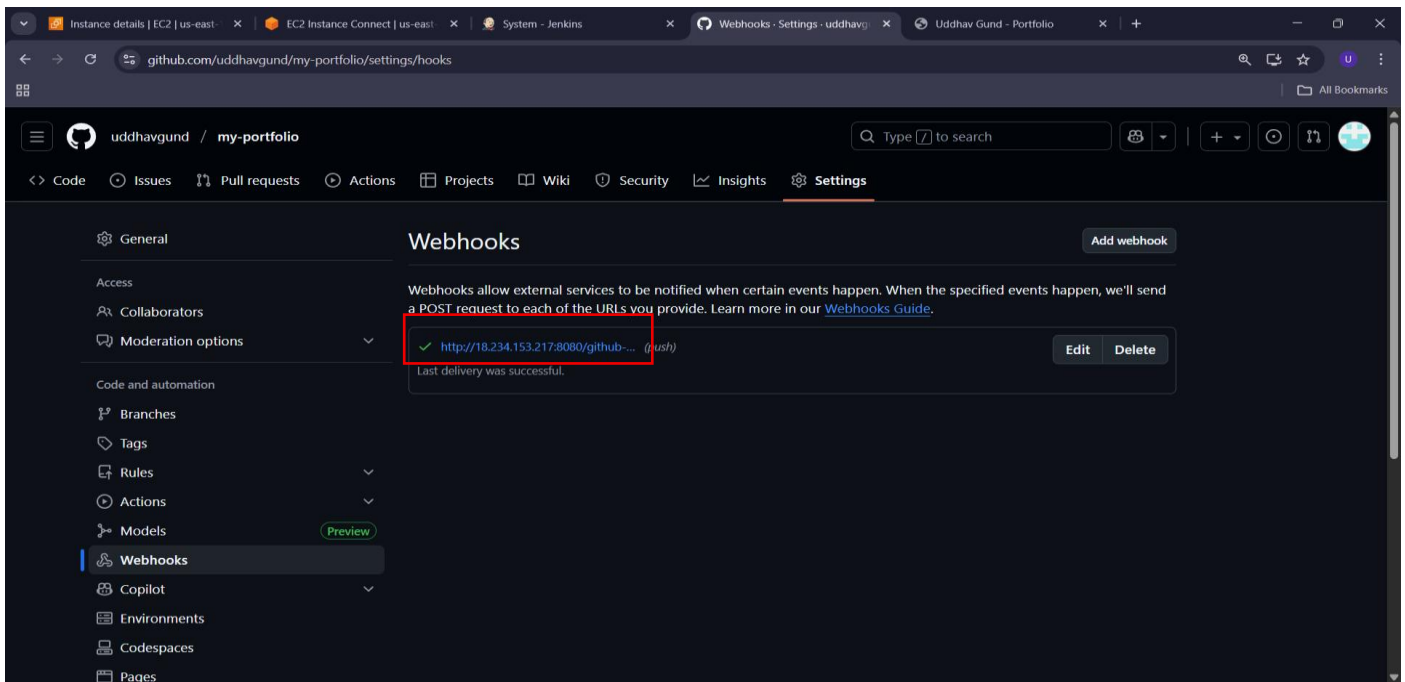 Instance details | EC2 | us-east-
EC2 Instance Connect | us-east-
System - Jenkins
Webhooks · Settings · uddhavg
Uddhav Gund - Portfolio
github.com/uddhavgund/my-portfolio/settings/hooks
U
All Bookmarks
uddhavgund / my-portfolio
Type / to search
Code
Issues
Pull requests
Actions
Projects
Wiki
Security
Insights
Settings
General
Access
Collaborators
Moderation options
Code and automation
Branches
Tags
Rules
Actions
Models
Preview
Webhooks
Copilot
Environments
Codespaces
Pages
Webhooks
Add webhook
Webhooks allow external services to be notified when certain events happen. When the specified events happen, we'll send
a POST request to each of the URLs you provide. Learn more in our Webhooks Guide.
http://18.234.153.217:8080/github-... (push)
Edit
Delete
Last delivery was successful.